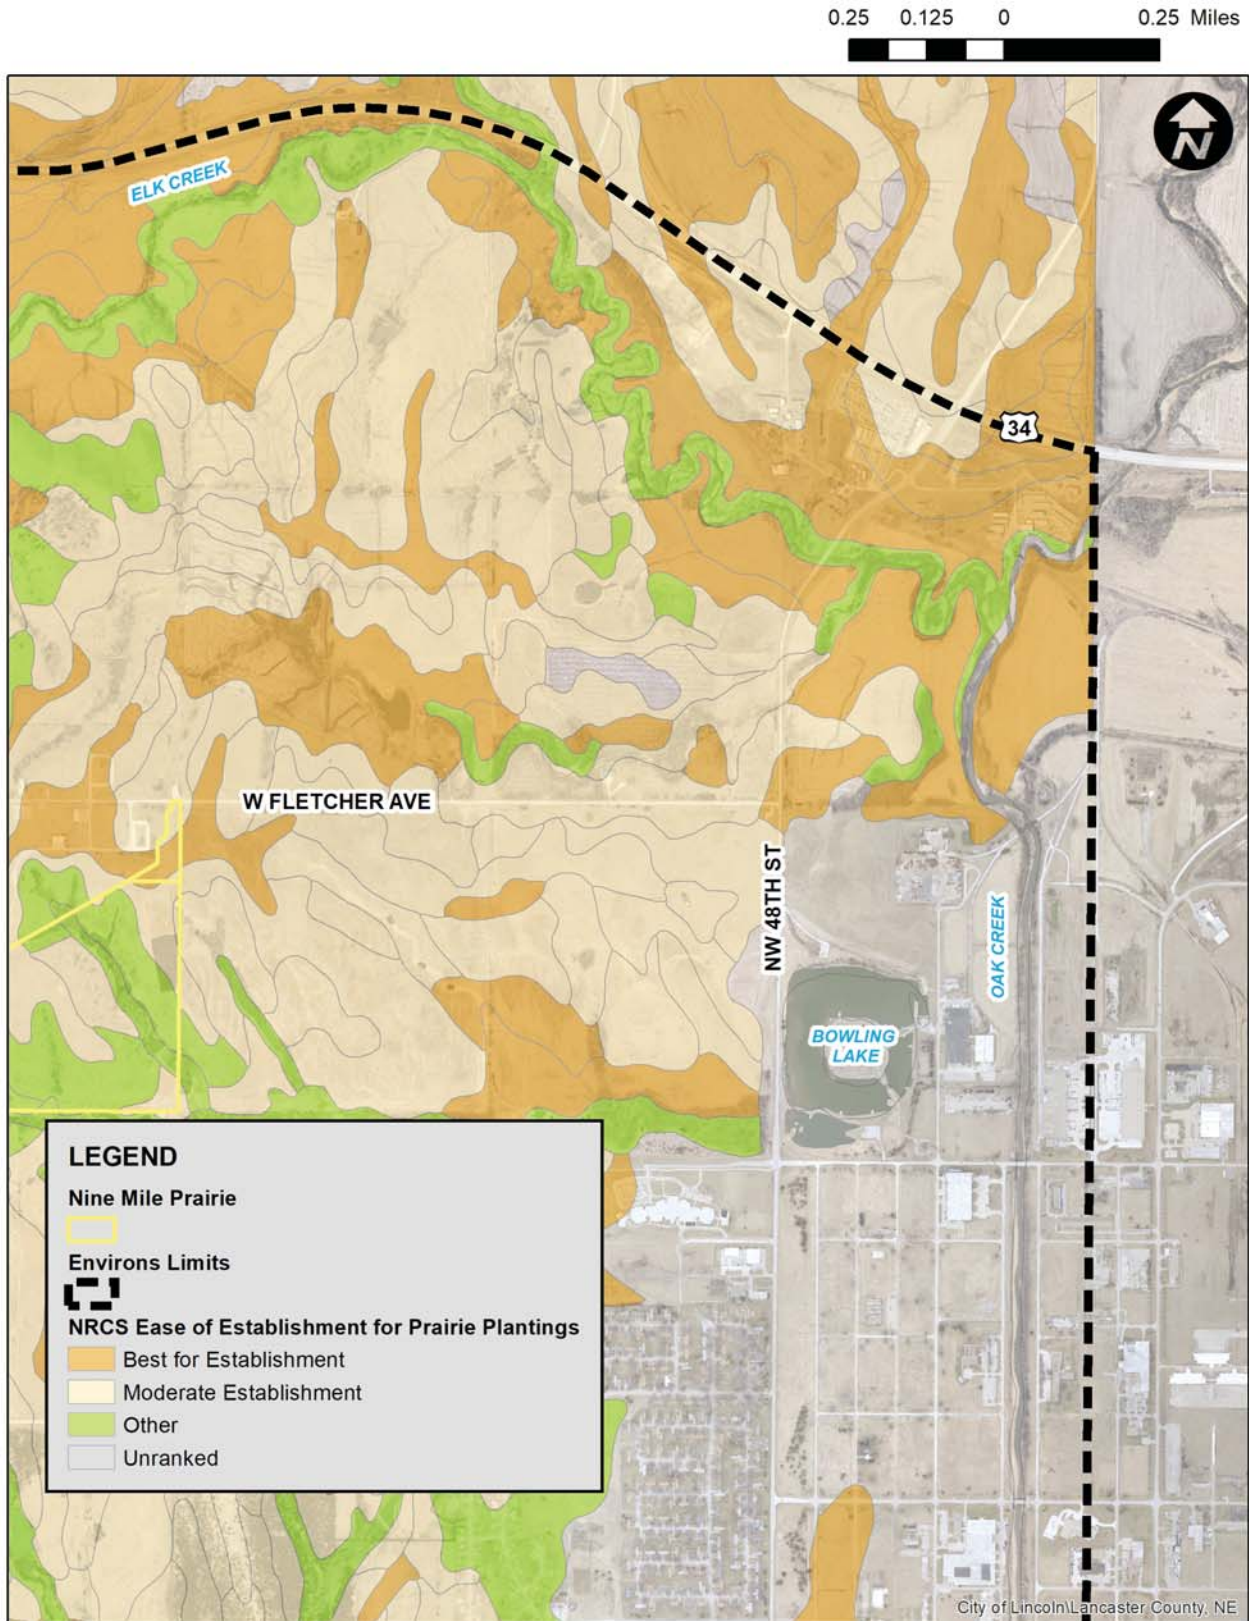 0.25 0.125 0 0.25 Miles
N
ELK CREEK
34
W FLETCHER AVE
NW 48TH ST
OAK CREEK
BOWLING
LAKE
LEGEND
Nine Mile Prairie
Environs Limits
NRCS Ease of Establishment for Prairie Plantings
Best for Establishment
Moderate Establishment
Other
Unranked
City of Lincoln\Lancaster County, NE